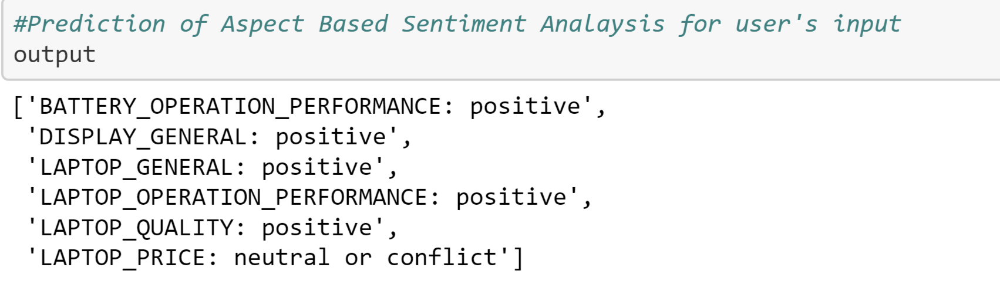 #Prediction of Aspect Based Sentiment Analaysis for user's input
output
['BATTERY_OPERATION_PERFORMANCE: positive',
'DISPLAY_GENERAL: positive',
'LAPTOP_GENERAL: positive',
'LAPTOP_OPERATION_PERFORMANCE: positive',
'LAPTOP_QUALITY: positive',
'LAPTOP_PRICE: neutral or conflict']